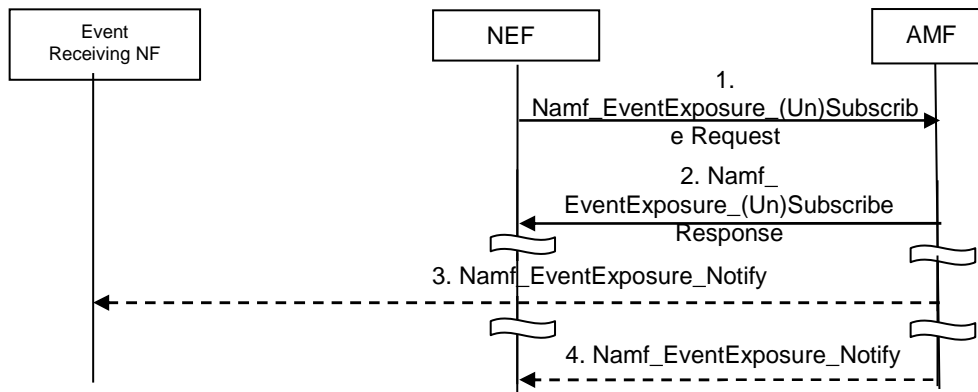 Event
Receiving NF
NEF
AMF
1.
Namf_EventExposure_(Un)Subscrib
e Request
2. Namf_
EventExposure_(Un)Subscribe
Response
3. Namf_EventExposure_Notify
4. Namf_EventExposure_Notify